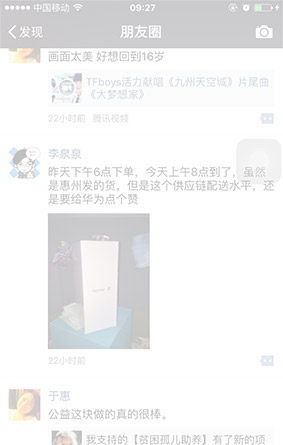 中国移动 09:27
发现 朋友圈
画面太美 好想回到16岁
TFboys活力献唱《九州天空城》片尾曲
《大梦想家》
22小时前 腾讯视频
李泉泉
昨天下午6点下单，今天上午8点到了，虽然
是惠州发的货，但是这个供应链配送水平，还
是要给华为点个赞
22小时前
于惠
公益这块做的真的很棒。
我支持的【贫困孤儿助养】有了新的项